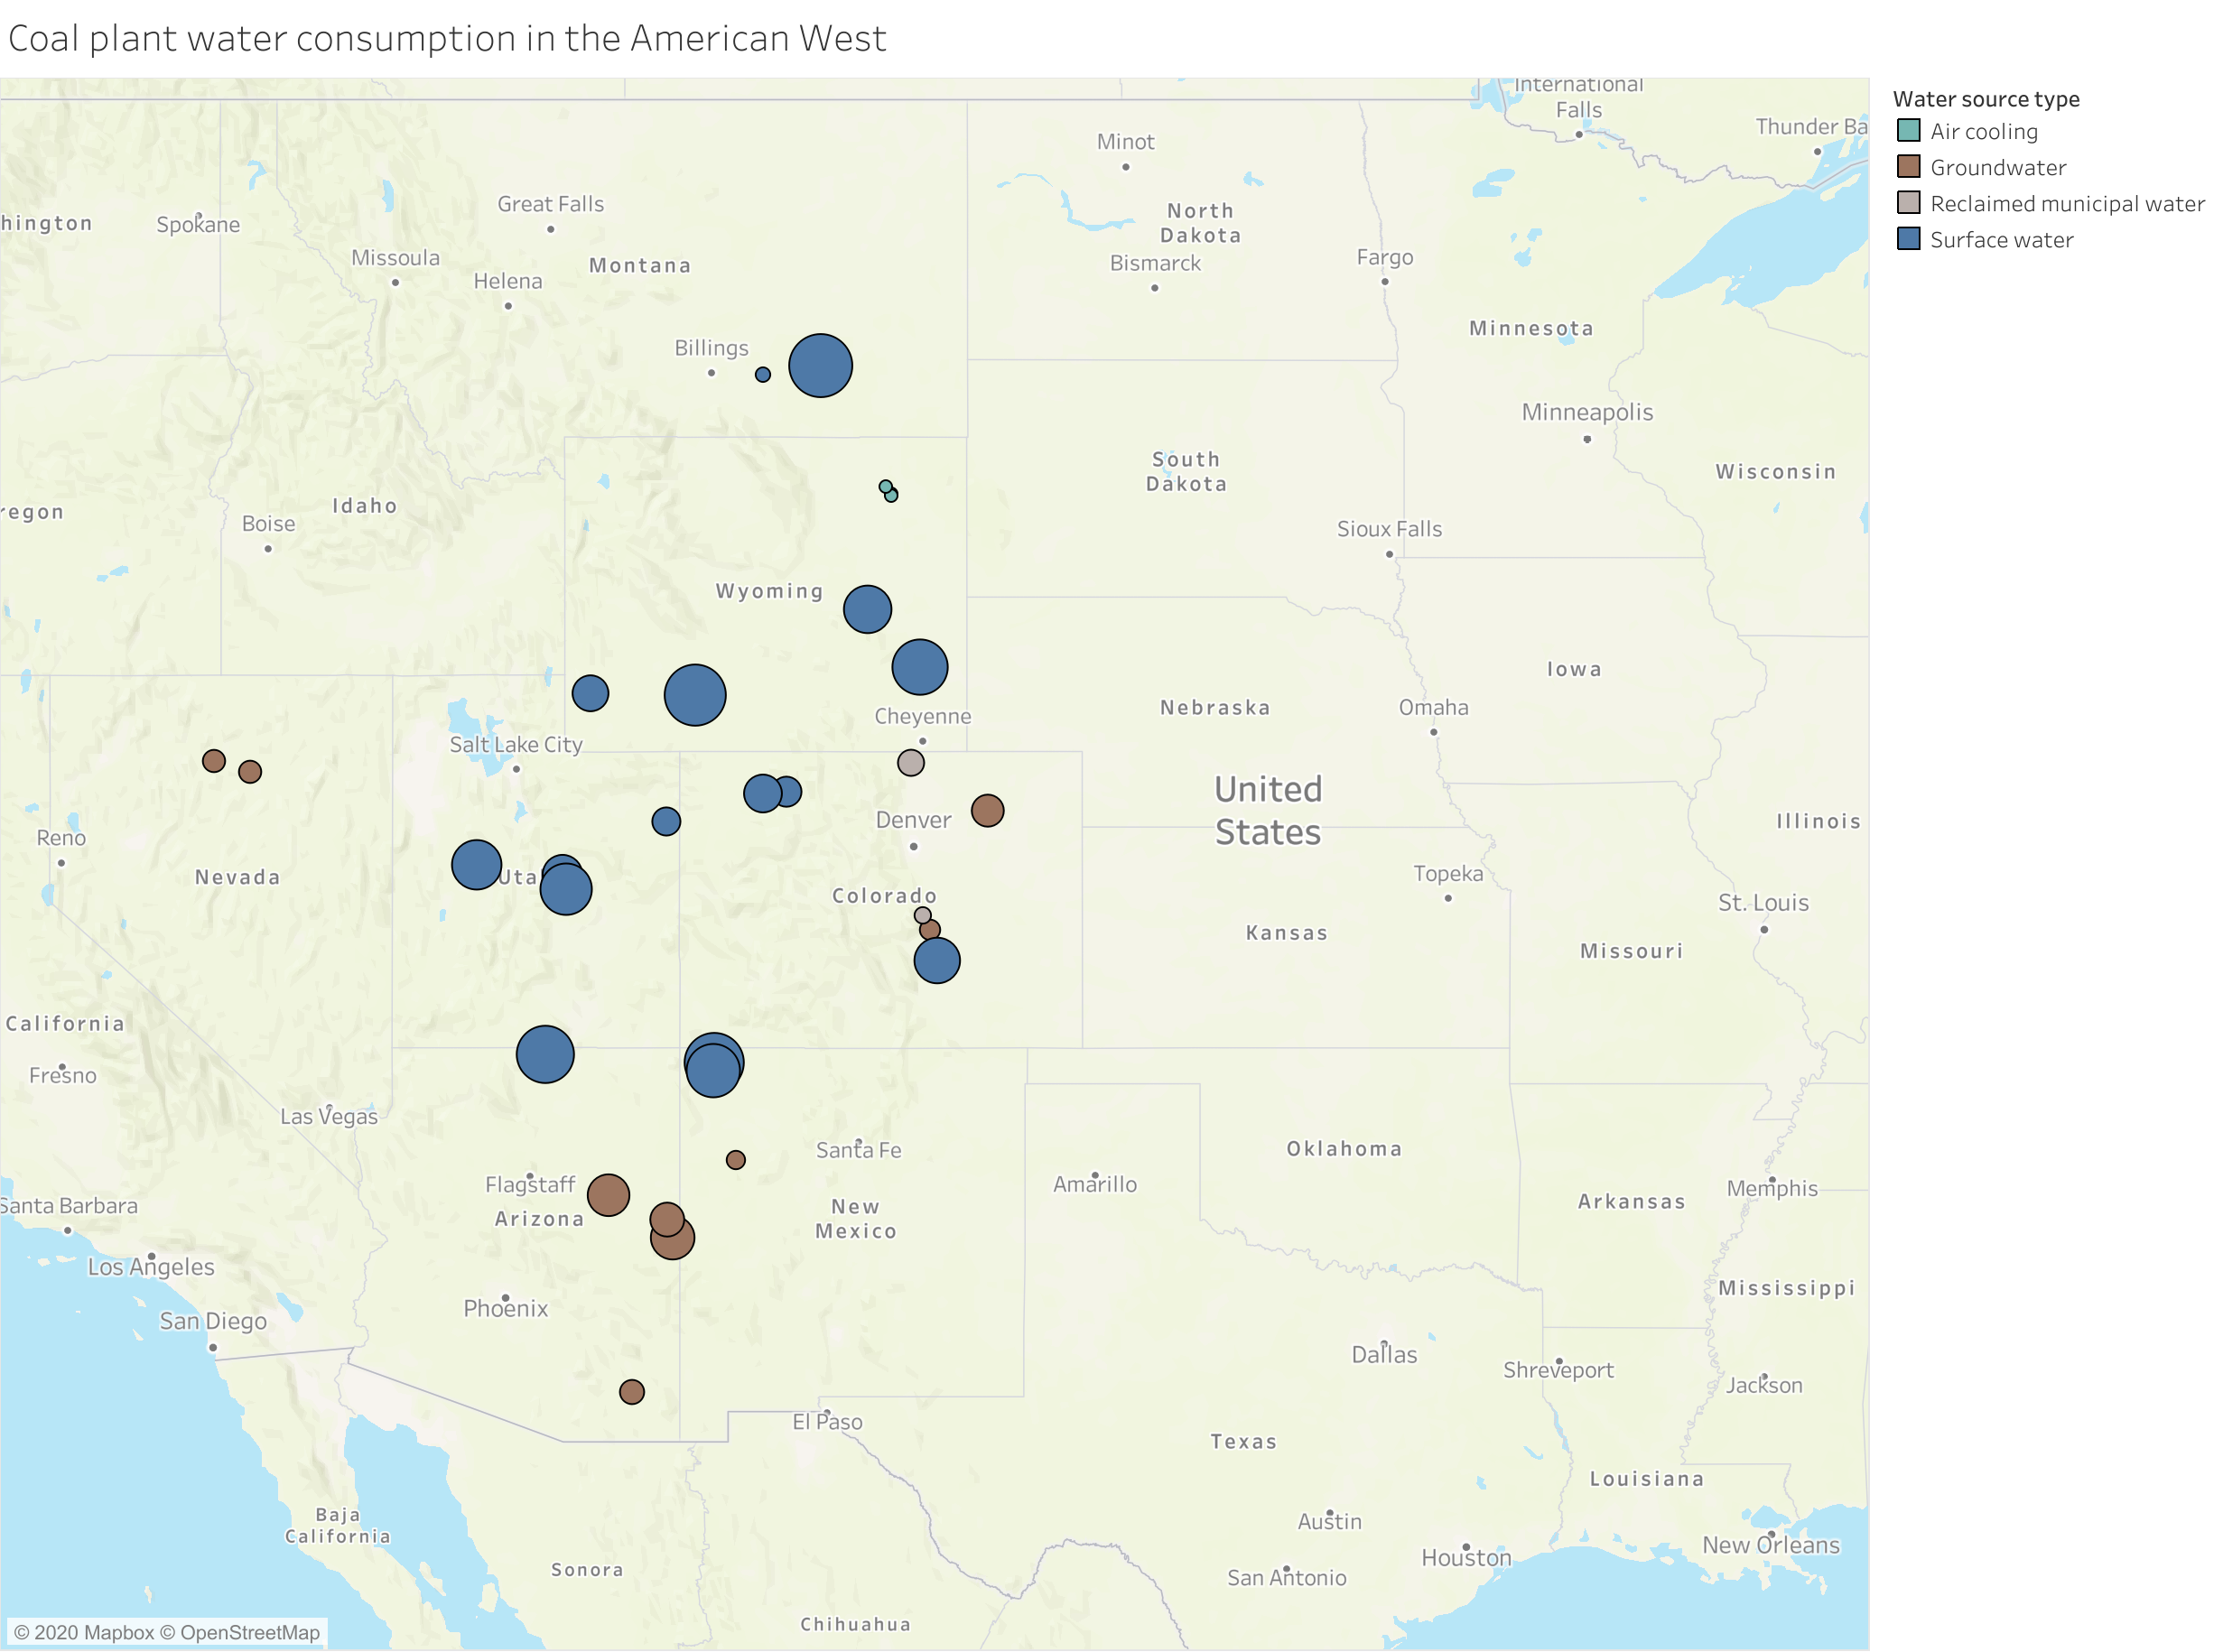 Coal plant water consumption in the American West
Water source type
Air cooling
Groundwater
Reclaimed municipal water
Surface water
International
Falls
Thunder Ba
Minot
Great Falls
North
Dakota
hington
Spokane
Missoula
Montana
Helena
Bismarck
Fargo
Minnesota
Billings
Minneapolis
South
Dakota
Wisconsin
Idaho
regon
Boise
Sioux Falls
Wyoming
Iowa
Cheyenne
Nebraska
Omaha
Salt Lake City
United
States
Denver
Illinois
Reno
Nevada
Uta
Colorado
Topeka
St. Louis
Kansas
Missouri
California
Fresno
Las Vegas
Santa Fe
Oklahoma
Flagstaff
Amarillo
Memphis
Arkansas
Santa Barbara
Arizona
New
Mexico
Los Angeles
Mississippi
Phoenix
San Diego
Dallas
Shreveport
Jackson
El Paso
Texas
Louisiana
Baja
California
Austin
New Orleans
Houston
Sonora
San Antonio
Chihuahua
© 2020 Mapbox © OpenStreetMap